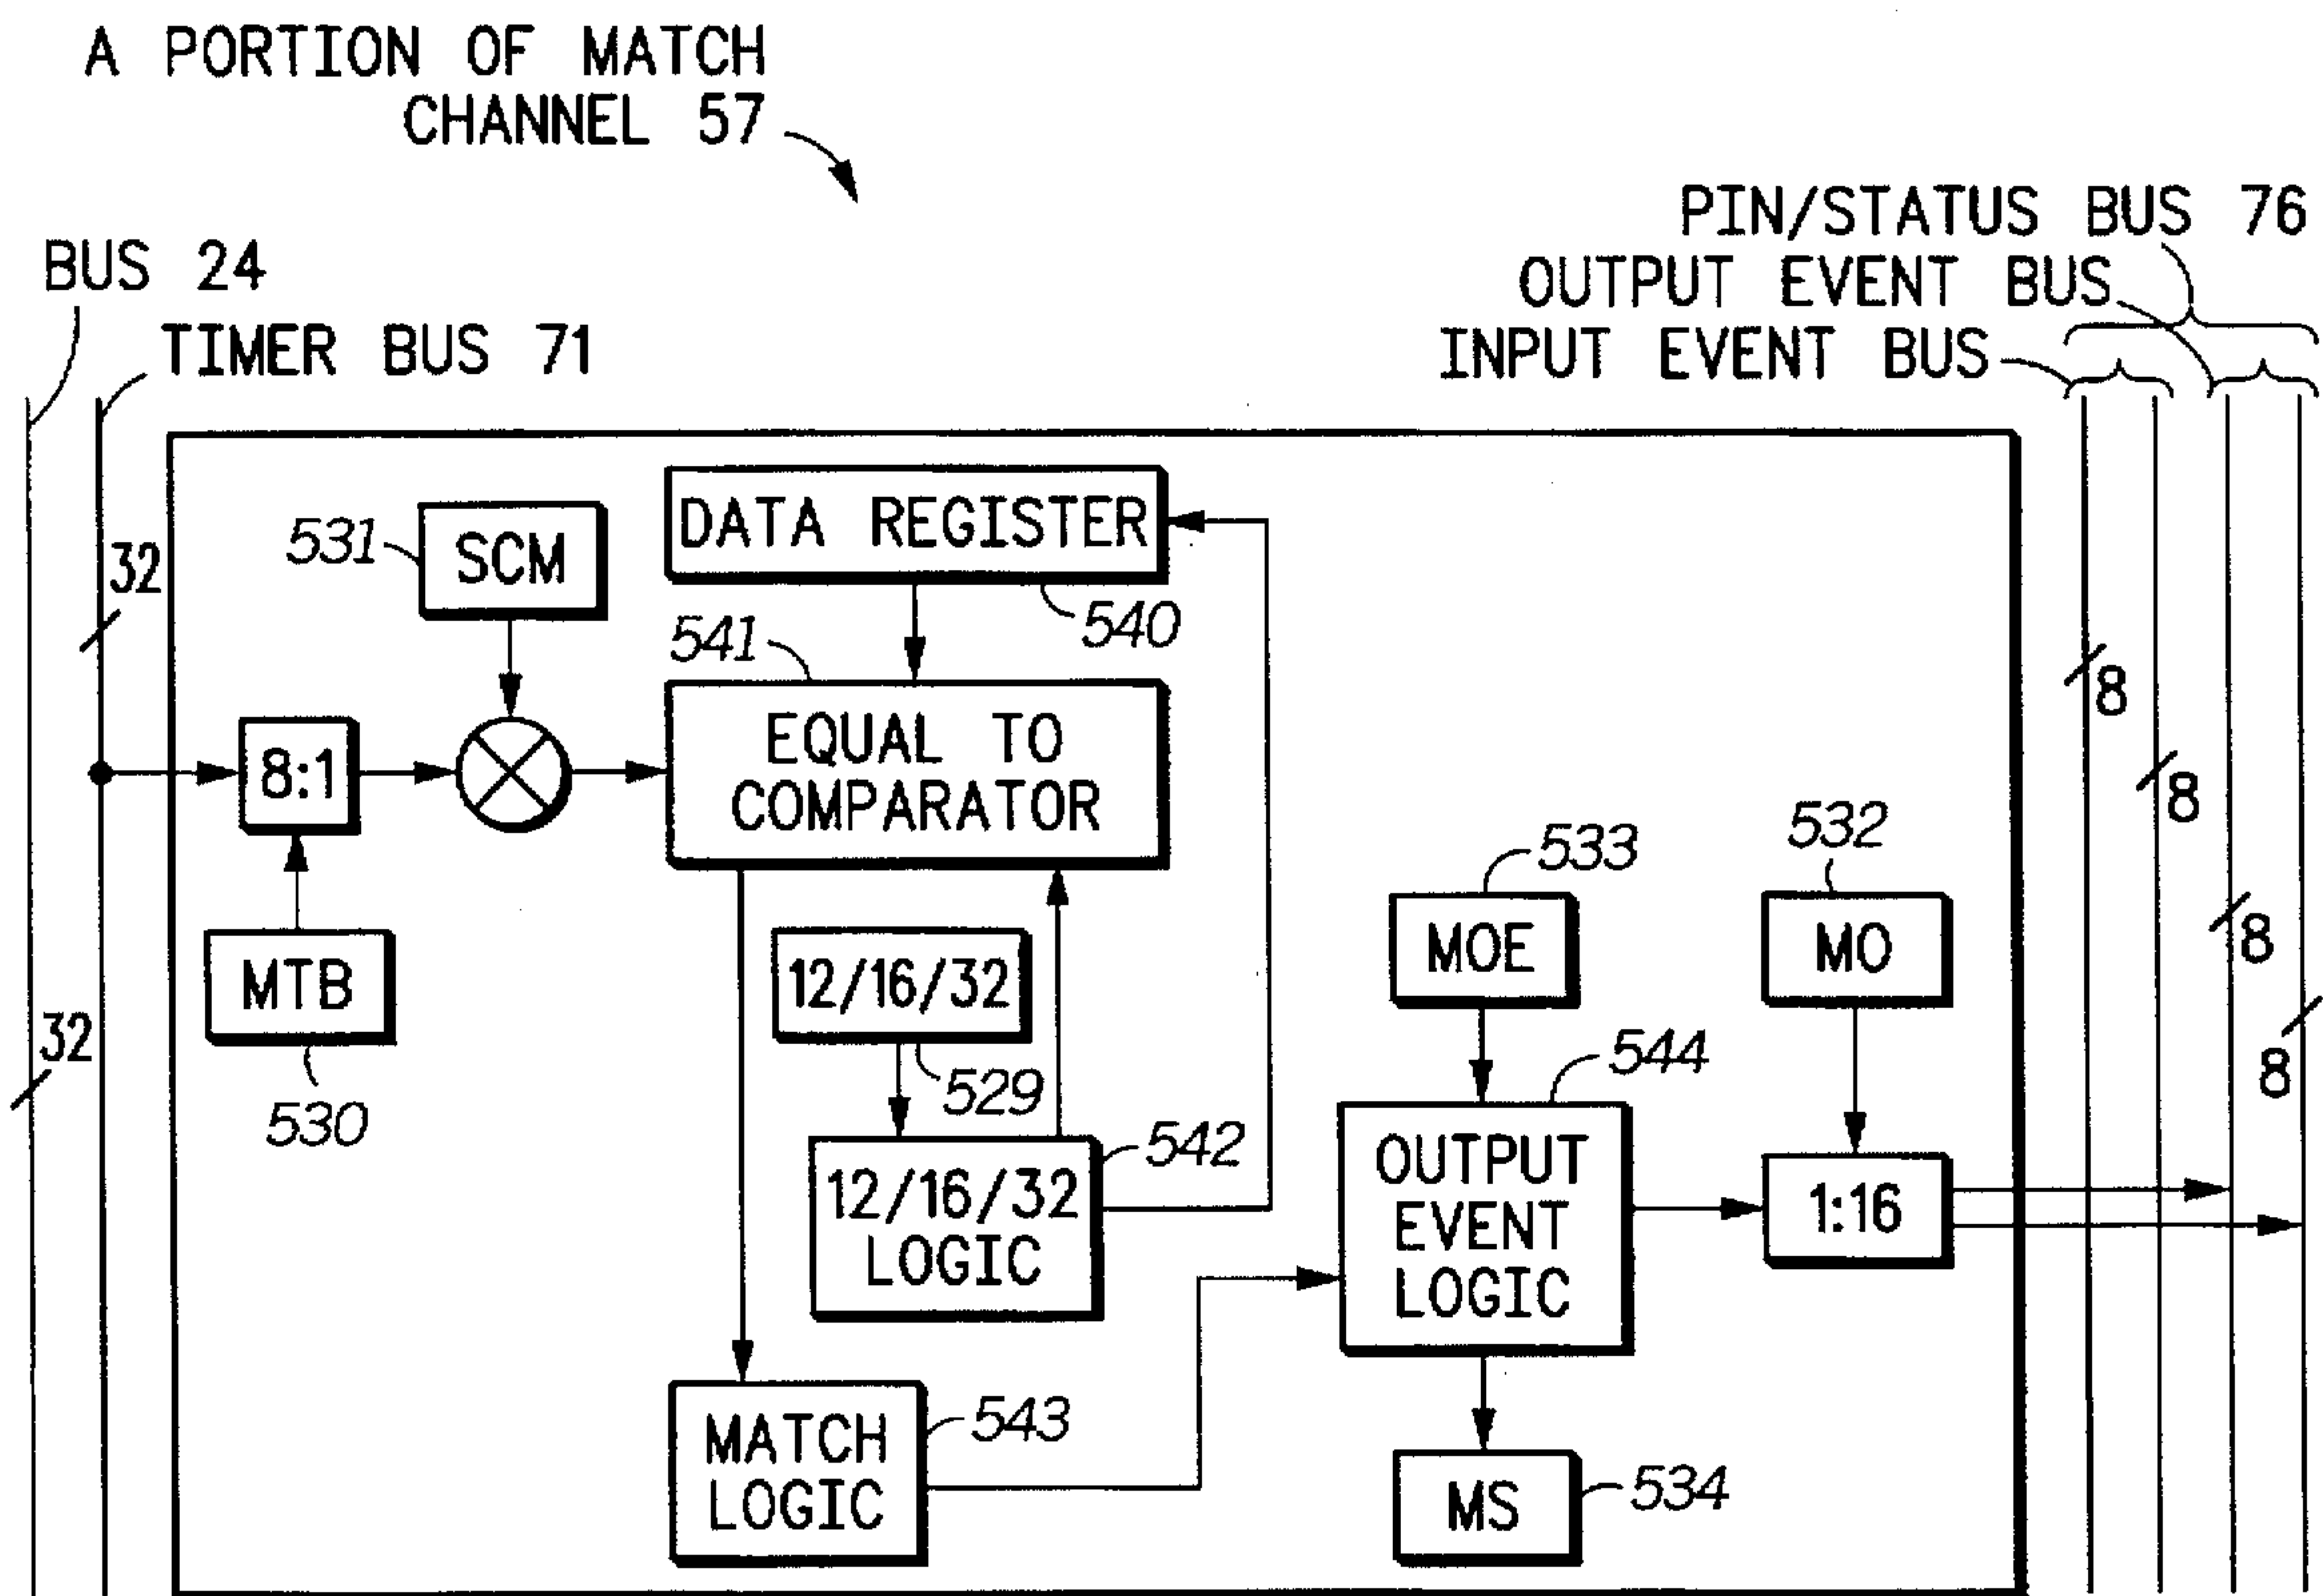 A PORTION OF MATCH
CHANNEL 57
PIN/STATUS BUS 76
BUS 24
OUTPUT EVENT BUS
TIMER BUS 71
INPUT EVENT BUS
DATA REGISTER
531
SCM
32
540
541
8
EQUAL TO
COMPARATOR
8:1
8
532
533
MOE
MO
8
12/16/32
MTB
32
544
8
529
530
542
OUTPUT
EVENT
LOGIC
12/16/32
LOGIC
1:16
543
MATCH
LOGIC
MS
534